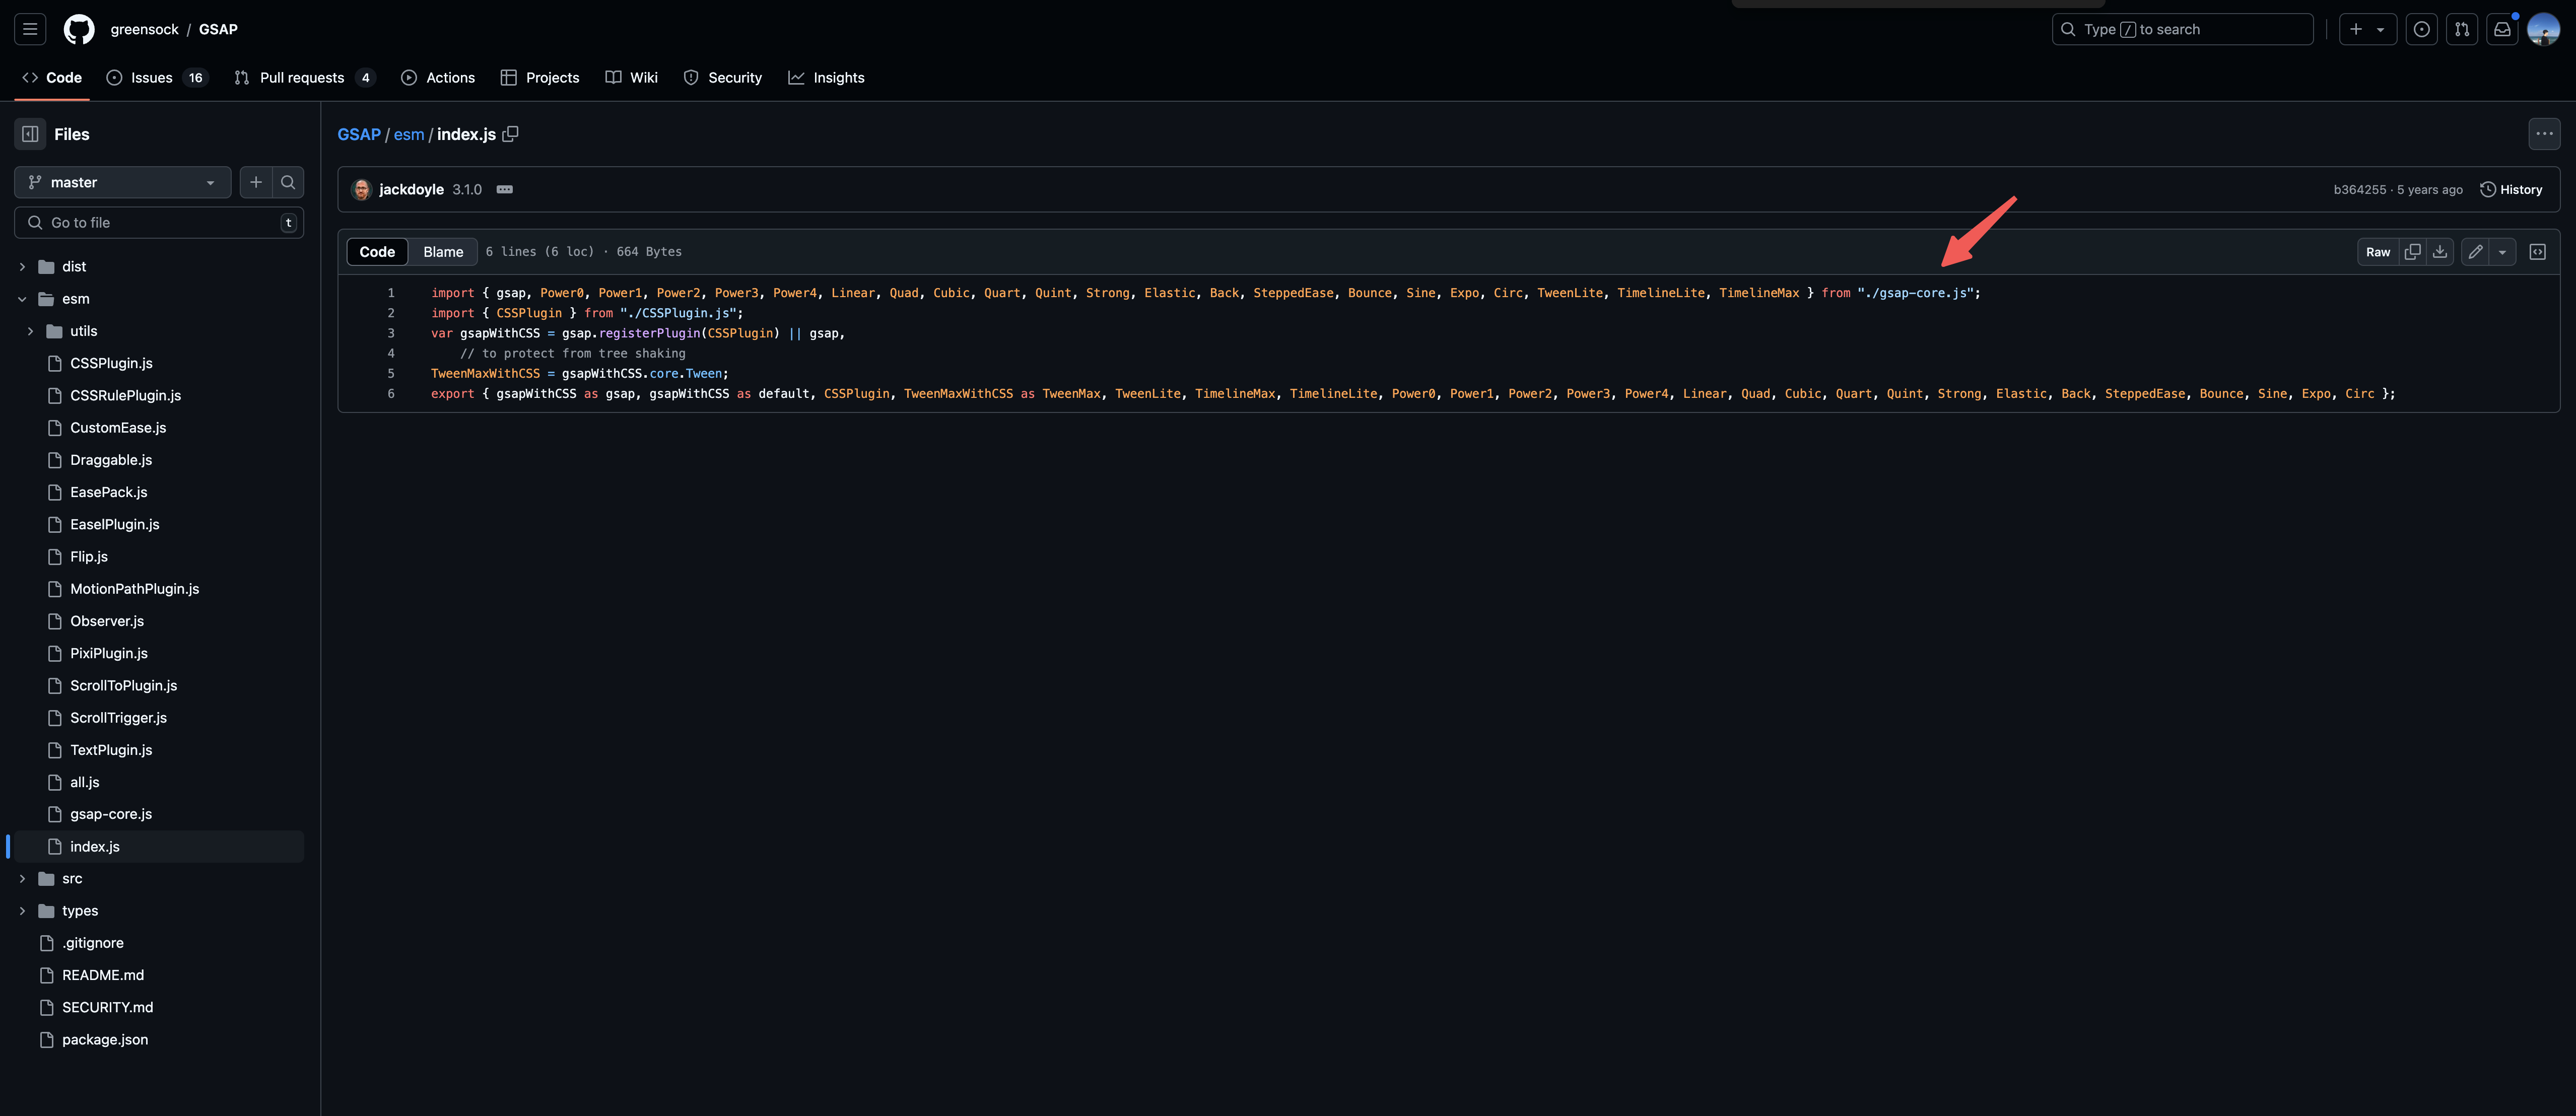 greensock / GSAP
Type / to search
Code
Issues 16
Pull requests 4
Actions
Projects
Wiki
Security
Insights
Files
master
Go to file
t
dist
esm
utils
CSSPlugin.js
CSSRulePlugin.js
CustomEase.js
Draggable.js
EasePack.js
EaselPlugin.js
Flip.js
MotionPathPlugin.js
Observer.js
PixiPlugin.js
ScrollToPlugin.js
ScrollTrigger.js
TextPlugin.js
all.js
gsap-core.js
index.js
src
types
.gitignore
README.md
SECURITY.md
package.json
GSAP / esm / index.js
jackdoyle 3.1.0
b364255 · 5 years ago
History
Code
Blame
6 lines (6 loc) · 664 Bytes
Raw
1 import { gsap, Power0, Power1, Power2, Power3, Power4, Linear, Quad, Cubic, Quart, Quint, Strong, Elastic, Back, SteppedEase, Bounce, Sine, Expo, Circ, TweenLite, TimelineLite, TimelineMax } from "./gsap-core.js";
2 import { CSSPlugin } from "./CSSPlugin.js";
3 var gsapWithCSS = gsap.registerPlugin(CSSPlugin) || gsap,
4 // to protect from tree shaking
5 TweenMaxWithCSS = gsapWithCSS.core.Tween;
6 export { gsapWithCSS as gsap, gsapWithCSS as default, CSSPlugin, TweenMaxWithCSS as TweenMax, TweenLite, TimelineMax, TimelineLite, Power0, Power1, Power2, Power3, Power4, Linear, Quad, Cubic, Quart, Quint, Strong, Elastic, Back, SteppedEase, Bounce, Sine, Expo, Circ };